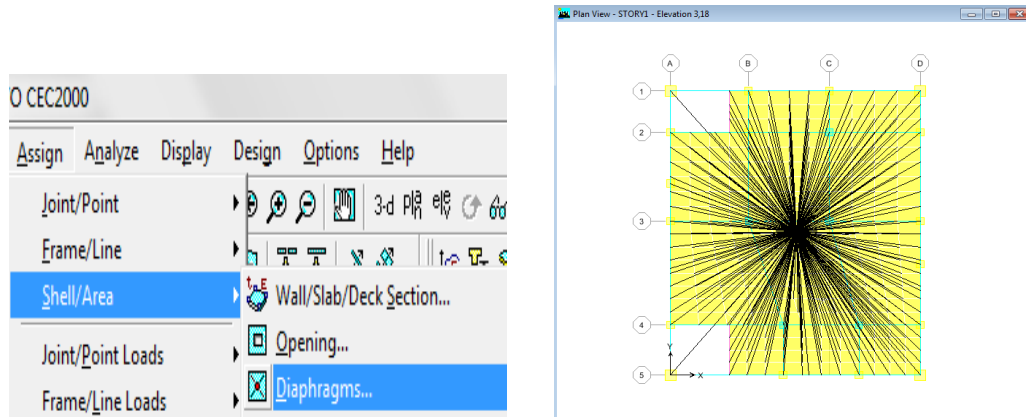 O CEC2000
Assign Analyze Display Design Options Help
Joint/Point
3-d
Frame/Line
Shell/Area
Wall/Slab/Deck Section...
Opening...
Joint/Point Loads
Diaphragms...
Frame/Line Loads
Plan View - STORY1 - Elevation 3,18
A B C D
1
2
3
4
Y
X
5